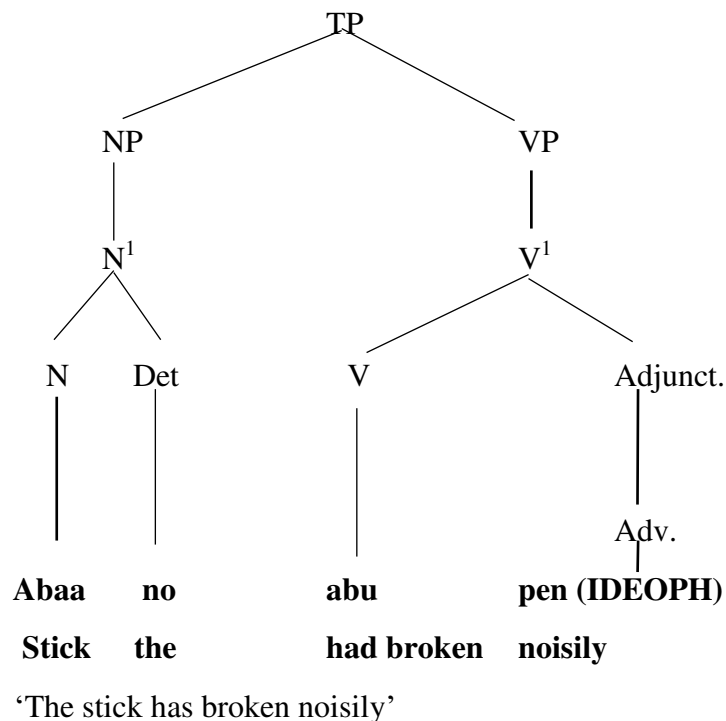 TP
NP VP
N¹ V¹
N Det V Adjunct.
Adv.
Abaa no abu pen (IDEOPH)
Stick the had broken noisily
‘The stick has broken noisily’